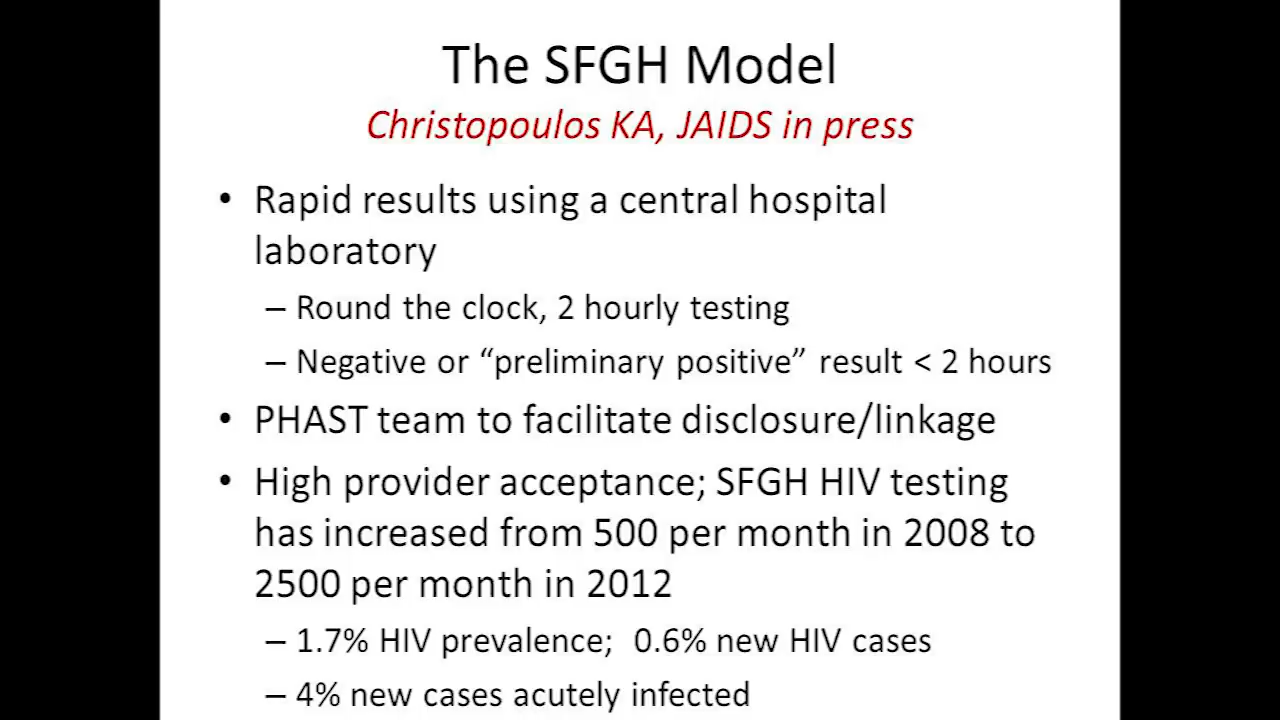 The SFGH Model
Christopoulos KA, JAIDS in press
• Rapid results using a central hospital
laboratory
– Round the clock, 2 hourly testing
– Negative or “preliminary positive” result < 2 hours
• PHAST team to facilitate disclosure/linkage
• High provider acceptance; SFGH HIV testing
has increased from 500 per month in 2008 to
2500 per month in 2012
– 1.7% HIV prevalence; 0.6% new HIV cases
– 4% new cases acutely infected